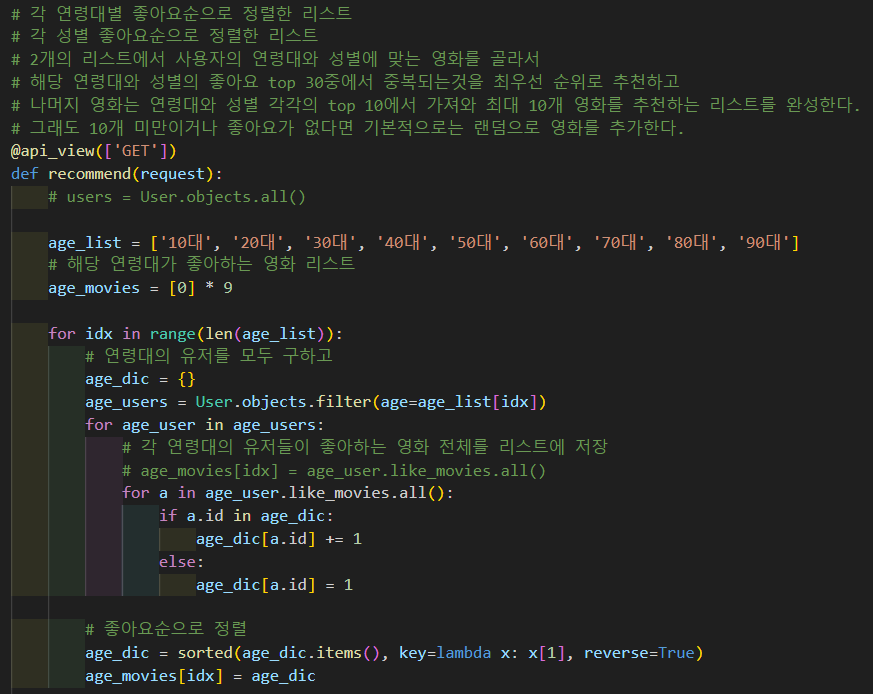 # 각 연령대별 좋아요순으로 정렬한 리스트
# 각 성별 좋아요순으로 정렬한 리스트
# 2개의 리스트에서 사용자의 연령대와 성별에 맞는 영화를 골라서
# 해당 연령대와 성별의 좋아요 top 30중에서 중복되는것을 최우선 순위로 추천하고
# 나머지 영화는 연령대와 성별 각각의 top 10에서 가져와 최대 10개 영화를 추천하는 리스트를 완성한다.
# 그래도 10개 미만이거나 좋아요가 없다면 기본적으로는 랜덤으로 영화를 추가한다.
@api_view(['GET'])
def recommend(request):
    # users = User.objects.all()
    age_list = ['10대', '20대', '30대', '40대', '50대', '60대', '70대', '80대', '90대']
    # 해당 연령대가 좋아하는 영화 리스트
    age_movies = [0] * 9
    for idx in range(len(age_list)):
        # 연령대의 유저를 모두 구하고
        age_dic = {}
        age_users = User.objects.filter(age=age_list[idx])
        for age_user in age_users:
            # 각 연령대의 유저들이 좋아하는 영화 전체를 리스트에 저장
            # age_movies[idx] = age_user.like_movies.all()
            for a in age_user.like_movies.all():
                if a.id in age_dic:
                    age_dic[a.id] += 1
                else:
                    age_dic[a.id] = 1
        # 좋아요순으로 정렬
        age_dic = sorted(age_dic.items(), key=lambda x: x[1], reverse=True)
        age_movies[idx] = age_dic